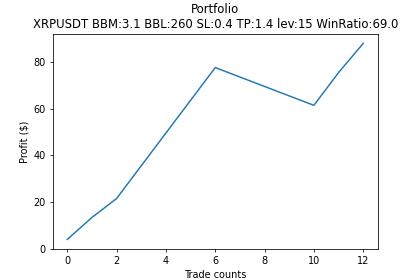 Portfolio
XRPUSDT BBM:3.1 BBL:260 SL:0.4 TP:1.4 lev:15 WinRatio:69.0
Profit ($)
80
60
40
20
0
0 2 4 6 8 10 12
Trade counts